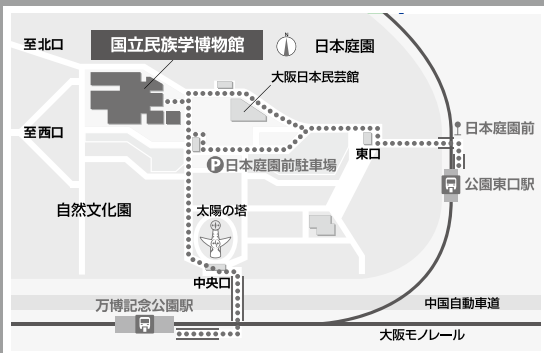 至北口
国立民族学博物館
日本庭園
大阪日本民芸館
至西口
日本庭園前
東口
P日本庭園前駐車場
公園東口駅
自然文化園
太陽の塔
中央口
万博記念公園駅
中国自動車道
大阪モノレール